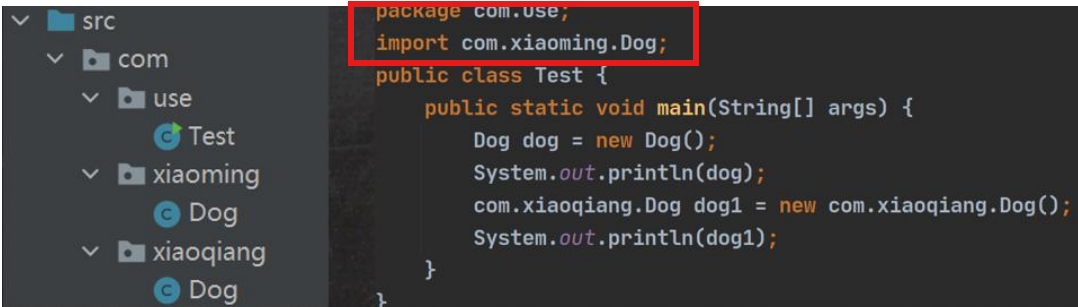 src
com
use
Test
xiaoming
Dog
xiaoqiang
Dog
package com.use;
import com.xiaoming.Dog;
public class Test {
public static void main(String[] args) {
Dog dog = new Dog();
System.out.println(dog);
com.xiaoqiang.Dog dog1 = new com.xiaoqiang.Dog();
System.out.println(dog1);
}
}